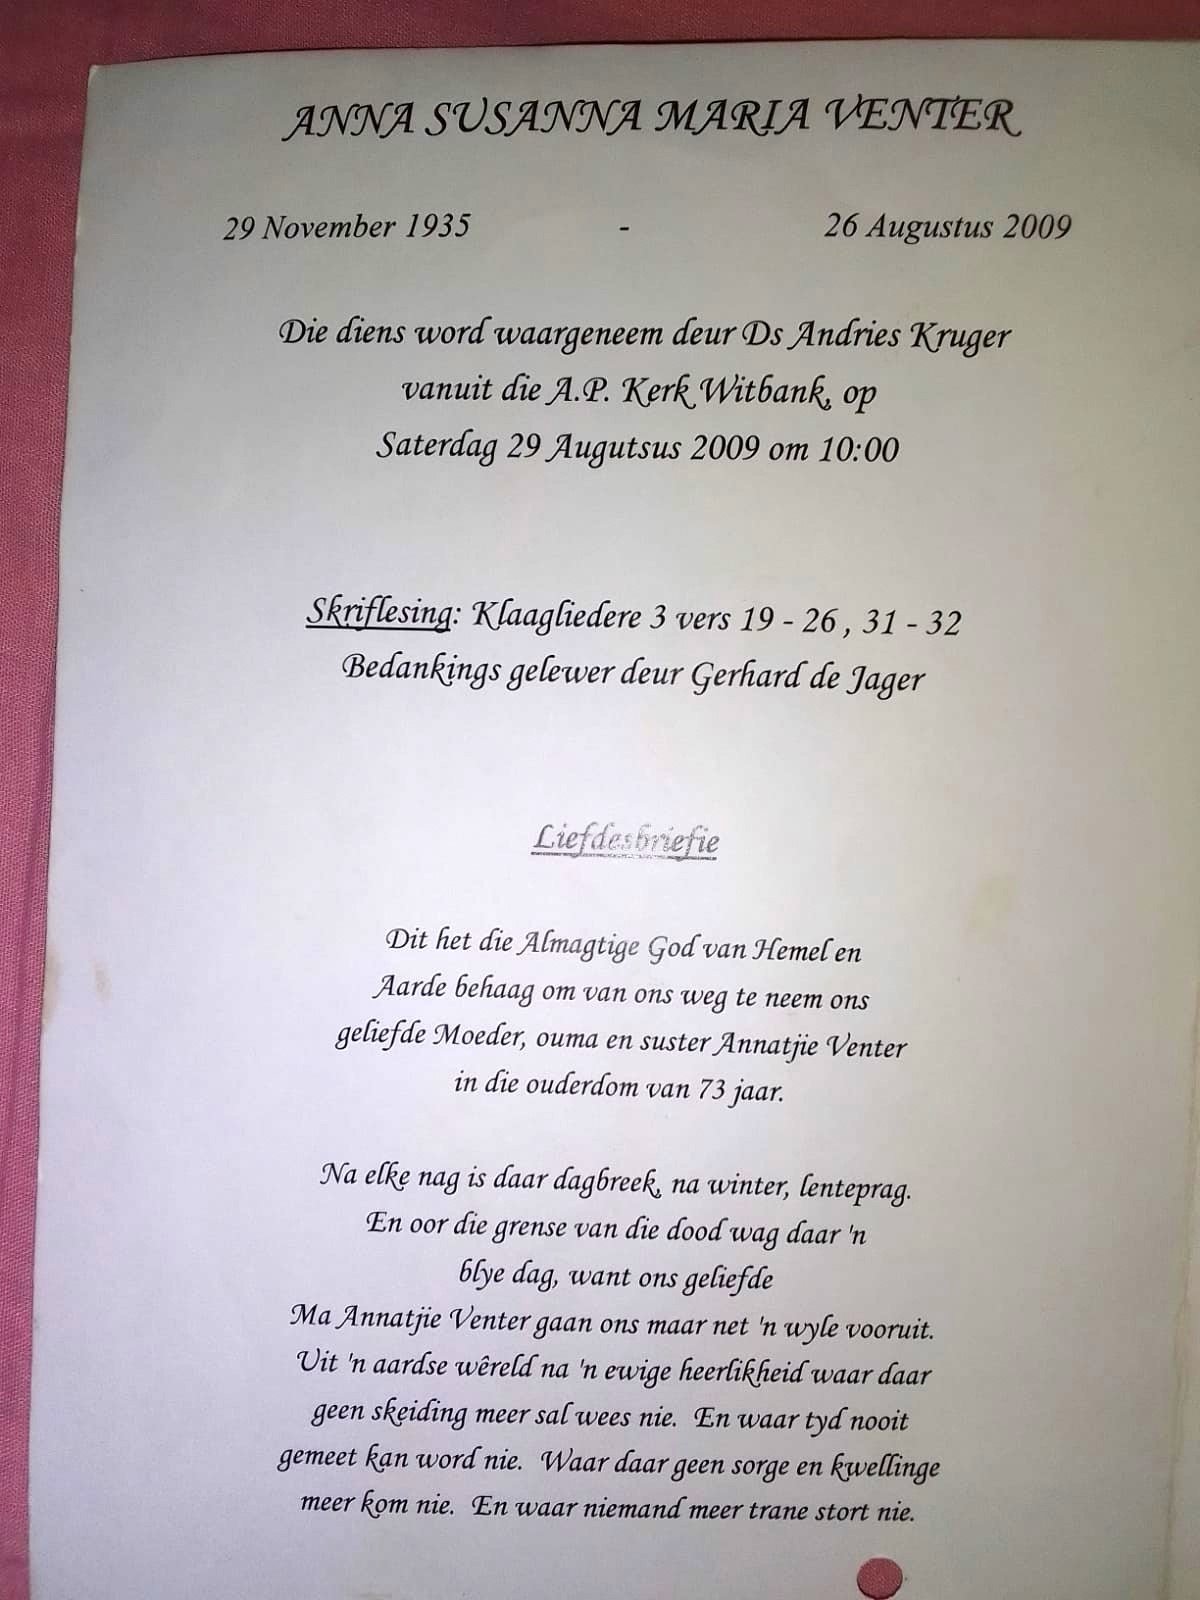 ANNA SUSANNA MARIA VENTER
29 November 1935 - 26 Augustus 2009
Die diens word waargeneem deur Ds Andries Kruger
vanuit die A.P. Kerk Witbank, op
Saterdag 29 Augutsus 2009 om 10:00
Skriflesing: Klaagliedere 3 vers 19 - 26 , 31 - 32
Bedankings gelewer deur Gerhard de Jager
Liefdesbriefie
Dit het die Almagtige God van Hemel en
Aarde behaag om van ons weg te neem ons
geliefde Moeder, ouma en suster Annatjie Venter
in die ouderdom van 73 jaar.
Na elke nag is daar dagbreek, na winter, lenteprag.
En oor die grense van die dood wag daar 'n
blye dag, want ons geliefde
Ma Annatjie Venter gaan ons maar net 'n wyle vooruit.
Uit 'n aardse wêreld na 'n ewige heerlikheid waar daar
geen skeiding meer sal wees nie. En waar tyd nooit
gemeet kan word nie. Waar daar geen sorge en kwellinge
meer kom nie. En waar niemand meer trane stort nie.